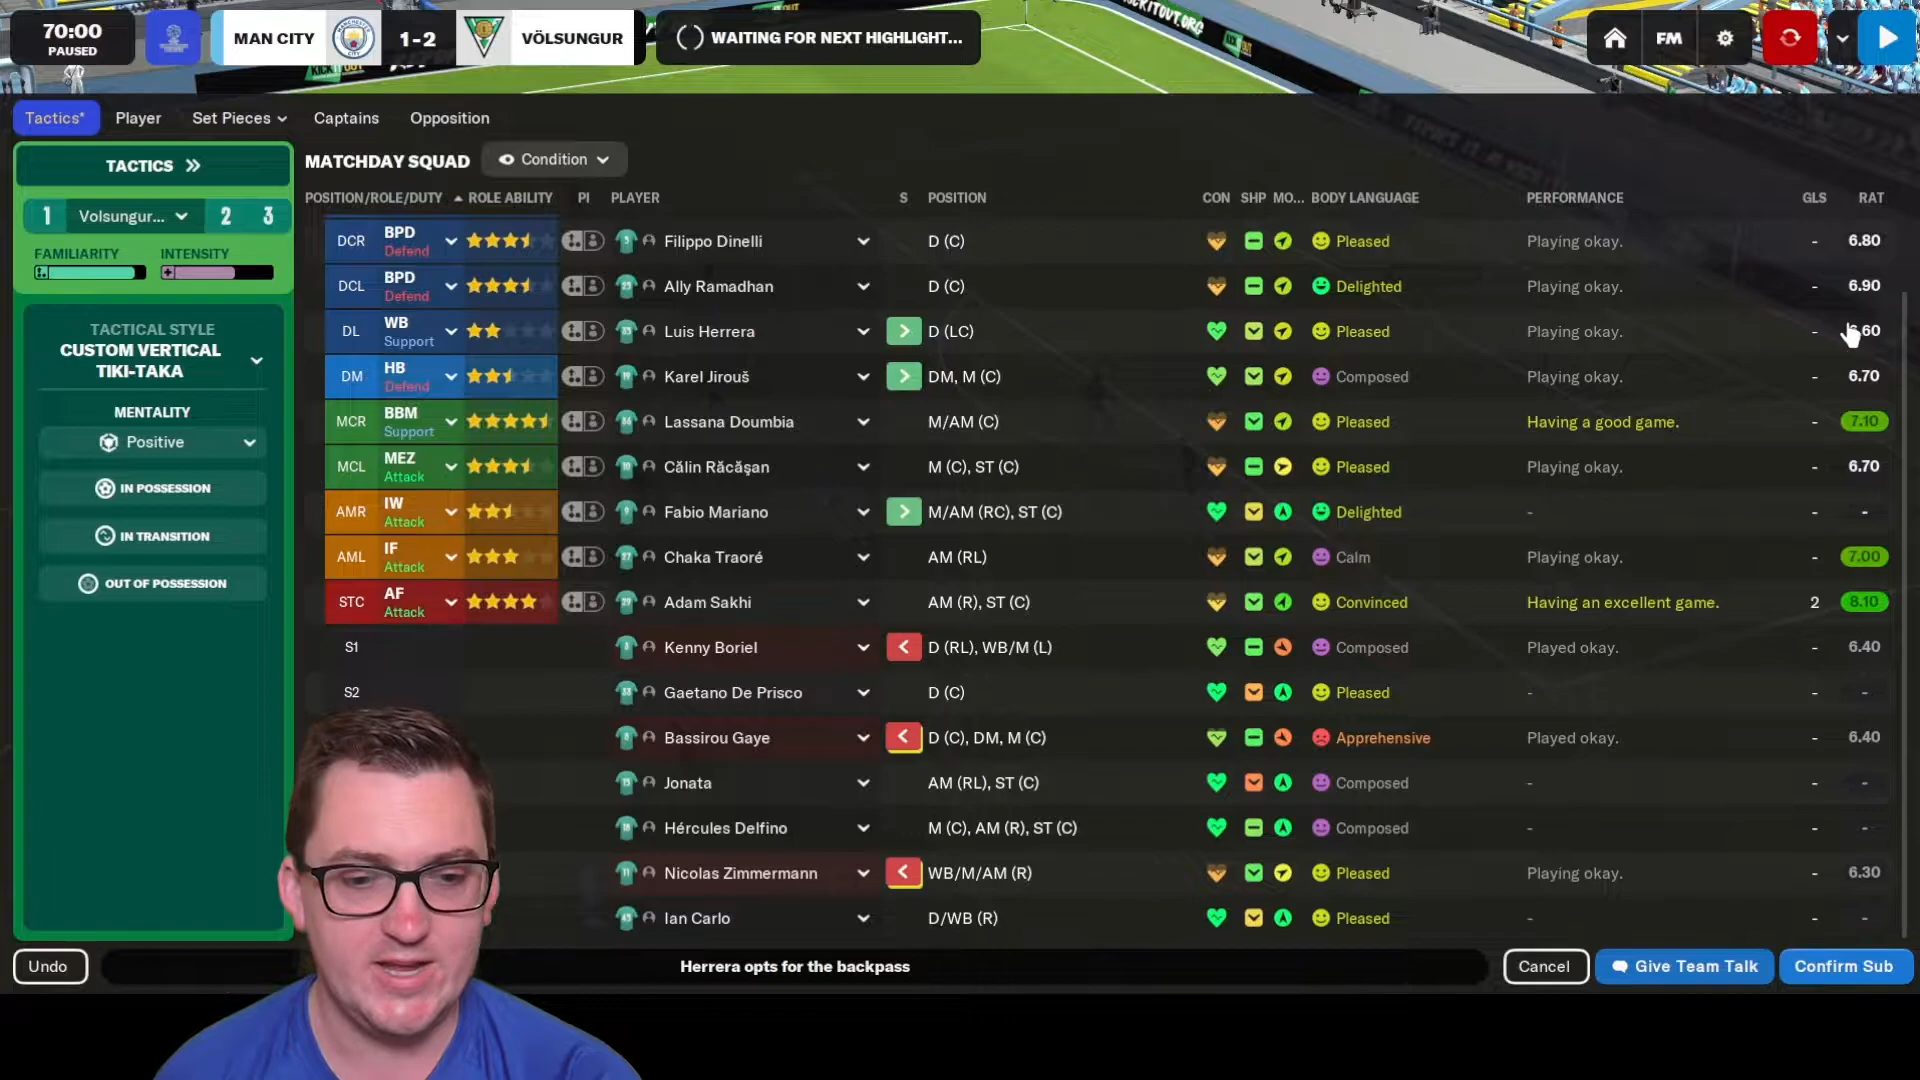 70:00
PAUSED
MAN CITY
1-2
VÖLSUNGUR
WAITING FOR NEXT HIGHLIGHT...
FM
Tactics*
Player
Set Pieces
Captains
Opposition
TACTICS
1
Volsungur...
2
3
FAMILIARITY
INTENSITY
TACTICAL STYLE
CUSTOM VERTICAL
TIKI-TAKA
MENTALITY
Positive
IN POSSESSION
IN TRANSITION
OUT OF POSSESSION
MATCHDAY SQUAD
Condition
POSITION/ROLE/DUTY ROLE ABILITY PI PLAYER S POSITION CON SHP MO... BODY LANGUAGE PERFORMANCE GLS RAT
DCR BPD Defend Filippo Dinelli D (C) Pleased Playing okay. - 6.80
DCL BPD Defend Ally Ramadhan D (C) Delighted Playing okay. - 6.90
DL WB Support Luis Herrera D (LC) Pleased Playing okay. - 60
DM HB Defend Karel Jirouš DM, M (C) Composed Playing okay. - 6.70
MCR BBM Support Lassana Doumbia M/AM (C) Pleased Having a good game. - 7.10
MCL MEZ Attack Călin Răcăşan M (C), ST (C) Pleased Playing okay. - 6.70
AMR IW Attack Fabio Mariano M/AM (RC), ST (C) Delighted - - -
AML IF Attack Chaka Traoré AM (RL) Calm Playing okay. - 7.00
STC AF Attack Adam Sakhi AM (R), ST (C) Convinced Having an excellent game. 2 8.10
S1 Kenny Boriel D (RL), WB/M (L) Composed Played okay. - 6.40
S2 Gaetano De Prisco D (C) Pleased - - -
Bassirou Gaye D (C), DM, M (C) Apprehensive Played okay. - 6.40
Jonata AM (RL), ST (C) Composed - - -
Hércules Delfino M (C), AM (R), ST (C) Composed - - -
Nicolas Zimmermann WB/M/AM (R) Pleased Playing okay. - 6.30
Ian Carlo D/WB (R) Pleased - - -
Undo
Herrera opts for the backpass
Cancel
Give Team Talk
Confirm Sub